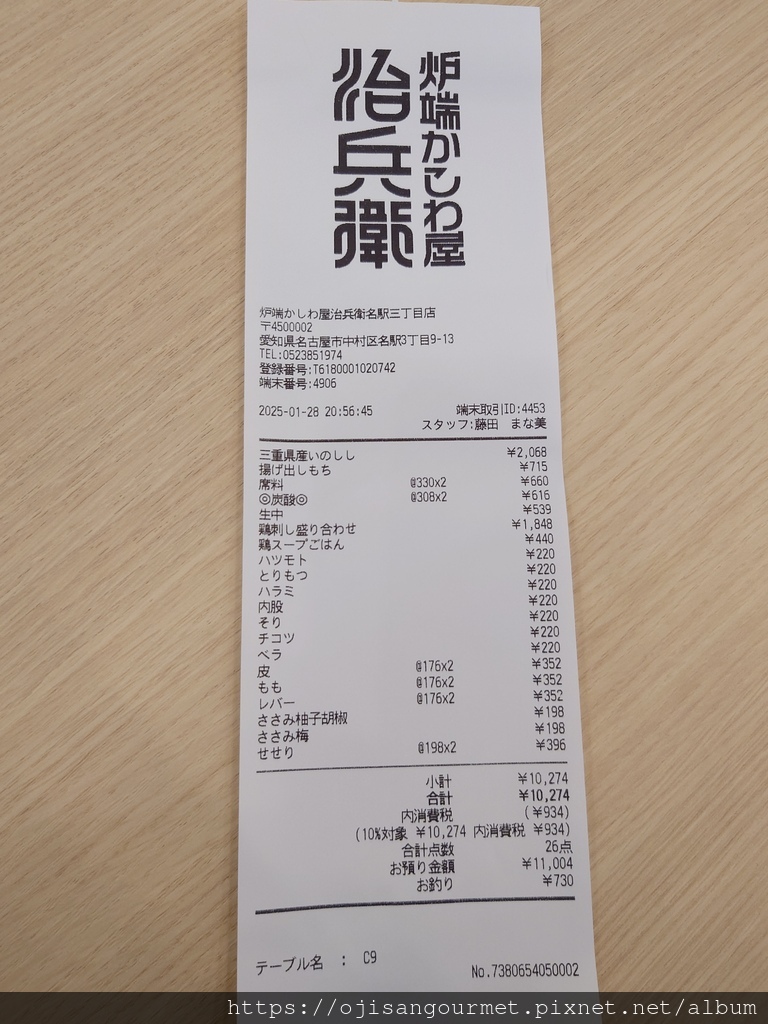 炉端かしわ屋
治兵衛
炉端かしわ屋治兵衛名駅三丁目店
〒4500002
愛知県名古屋市中村区名駅3丁目9-13
TEL:0523851974
登録番号:T6180001020742
端末番号:4906
2025-01-28 20:56:45 端末取引ID:4453
スタッフ:藤田 まな美
三重県産いのしし ¥2,068
揚げ出しもち ¥715
席料 @330x2 ¥660
◎炭酸◎ @308x2 ¥616
生中 ¥539
鶏刺し盛り合わせ ¥1,848
鶏スープごはん ¥440
ハツモト ¥220
とりもつ ¥220
ハラミ ¥220
内股 ¥220
そり ¥220
チコツ ¥220
ベラ ¥220
皮 @176x2 ¥352
もも @176x2 ¥352
レバー @176x2 ¥352
ささみ柚子胡椒 ¥198
ささみ梅 ¥198
せせり @198x2 ¥396
小計 ¥10,274
合計 ¥10,274
内消費税 (¥934)
(10%対象 ¥10,274 内消費税 ¥934)
合計点数 26点
お預り金額 ¥11,004
お釣り ¥730
テーブル名 : C9
No.7380654050002
https://ojisangourmet.pixnet.net/album